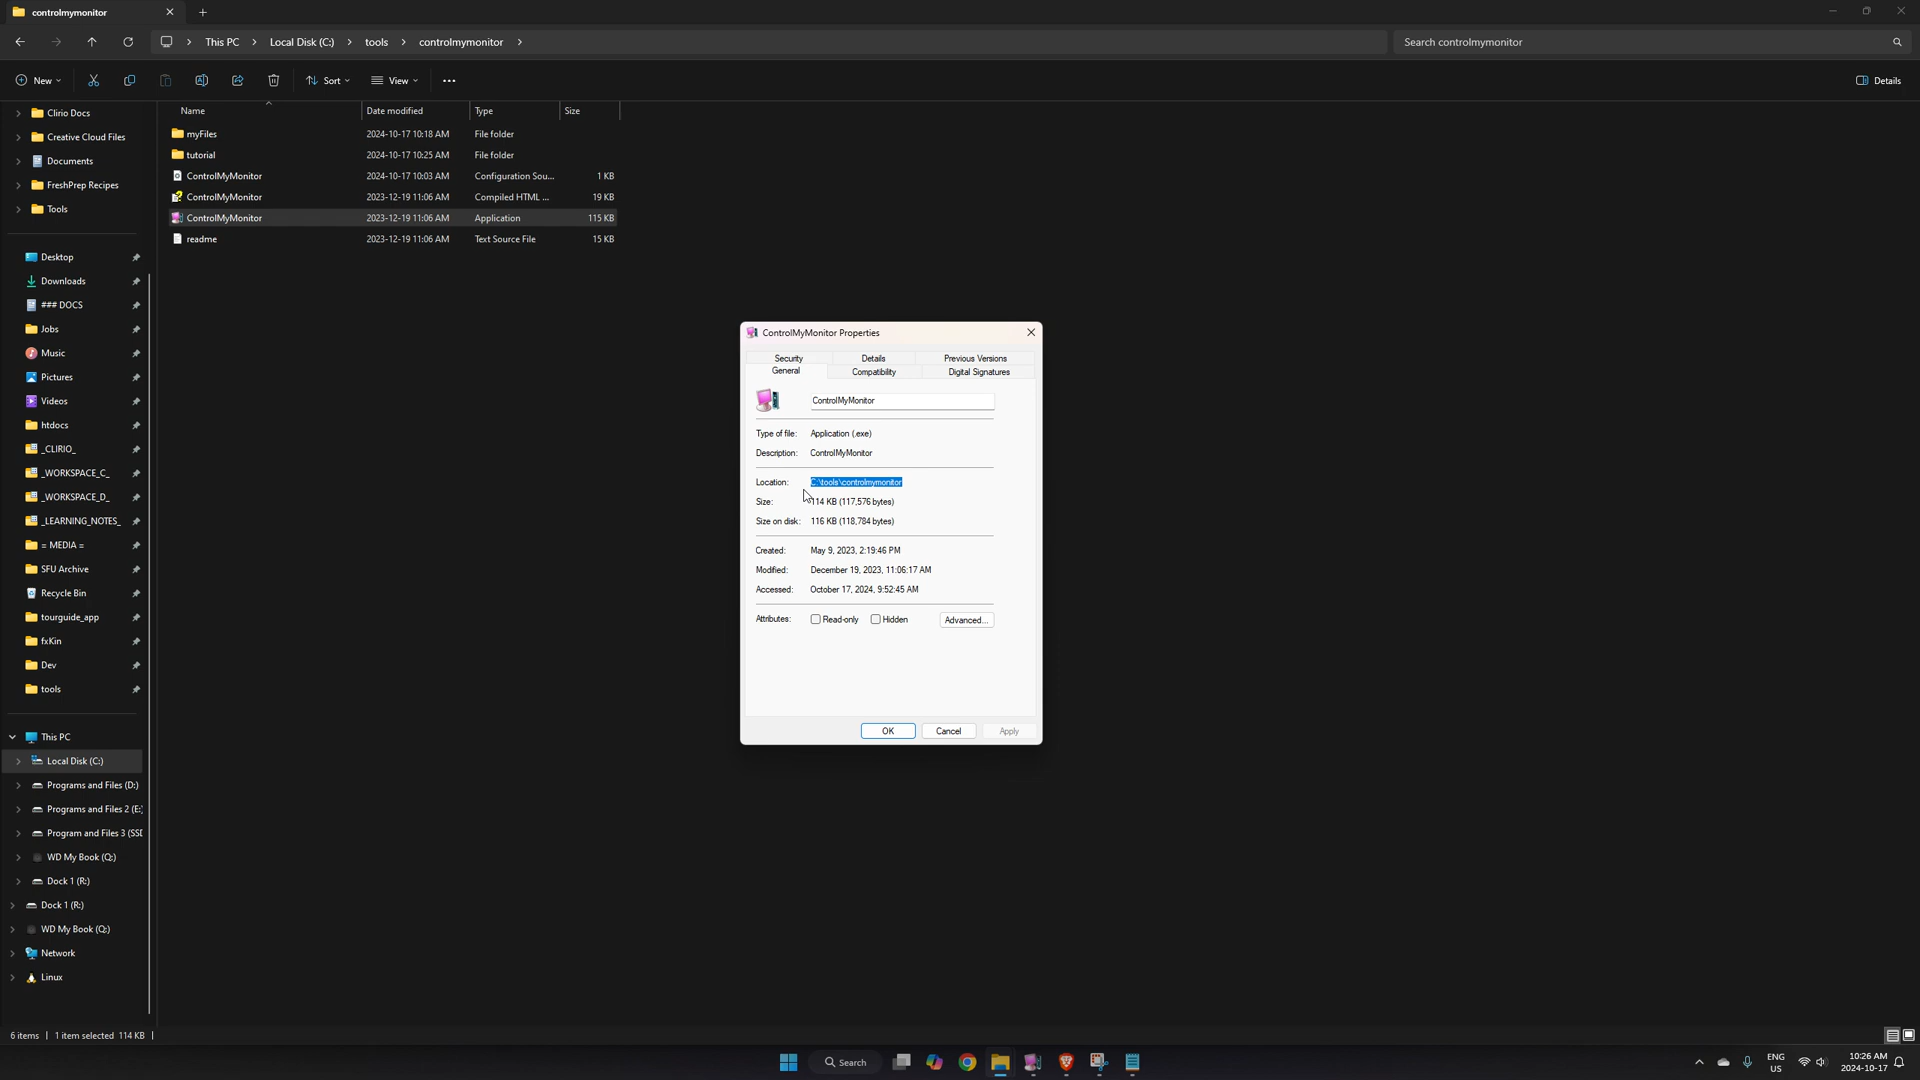 controlmymonitor
This PC > Local Disk (C:) > tools > controlmymonitor >
Search controlmymonitor
New
Sort
View
Details
Name Date modified Type Size
myFiles 2024-10-17 10:18 AM File folder
tutorial 2024-10-17 10:25 AM File folder
ControlMyMonitor 2024-10-17 10:03 AM Configuration Sou... 1 KB
ControlMyMonitor 2023-12-19 11:06 AM Compiled HTML ... 19 KB
ControlMyMonitor 2023-12-19 11:06 AM Application 115 KB
readme 2023-12-19 11:06 AM Text Source File 15 KB
Clirio Docs
Creative Cloud Files
Documents
FreshPrep Recipes
Tools
Desktop
Downloads
### DOCS
Jobs
Music
Pictures
Videos
htdocs
_CLIRIO_
_WORKSPACE_C_
_WORKSPACE_D_
_LEARNING_NOTES_
= MEDIA =
SFU Archive
Recycle Bin
tourguide_app
fxKin
Dev
tools
This PC
Local Disk (C:)
Programs and Files (D:)
Programs and Files 2 (E:
Program and Files 3 (SSD
WD My Book (Q:)
Dock 1 (R:)
Dock 1 (R:)
WD My Book (Q:)
Network
Linux
ControlMyMonitor Properties
Security Details Previous Versions
General Compatibility Digital Signatures
ControlMyMonitor
Type of file: Application (.exe)
Description: ControlMyMonitor
Location: C:\tools\controlmymonitor
Size: 114 KB (117,576 bytes)
Size on disk: 116 KB (118,784 bytes)
Created: May 9, 2023, 2:19:46 PM
Modified: December 19, 2023, 11:06:17 AM
Accessed: October 17, 2024, 9:52:45 AM
Attributes: Read-only Hidden Advanced...
OK Cancel Apply
6 items 1 item selected 114 KB
Search
ENG
US
10:26 AM
2024-10-17